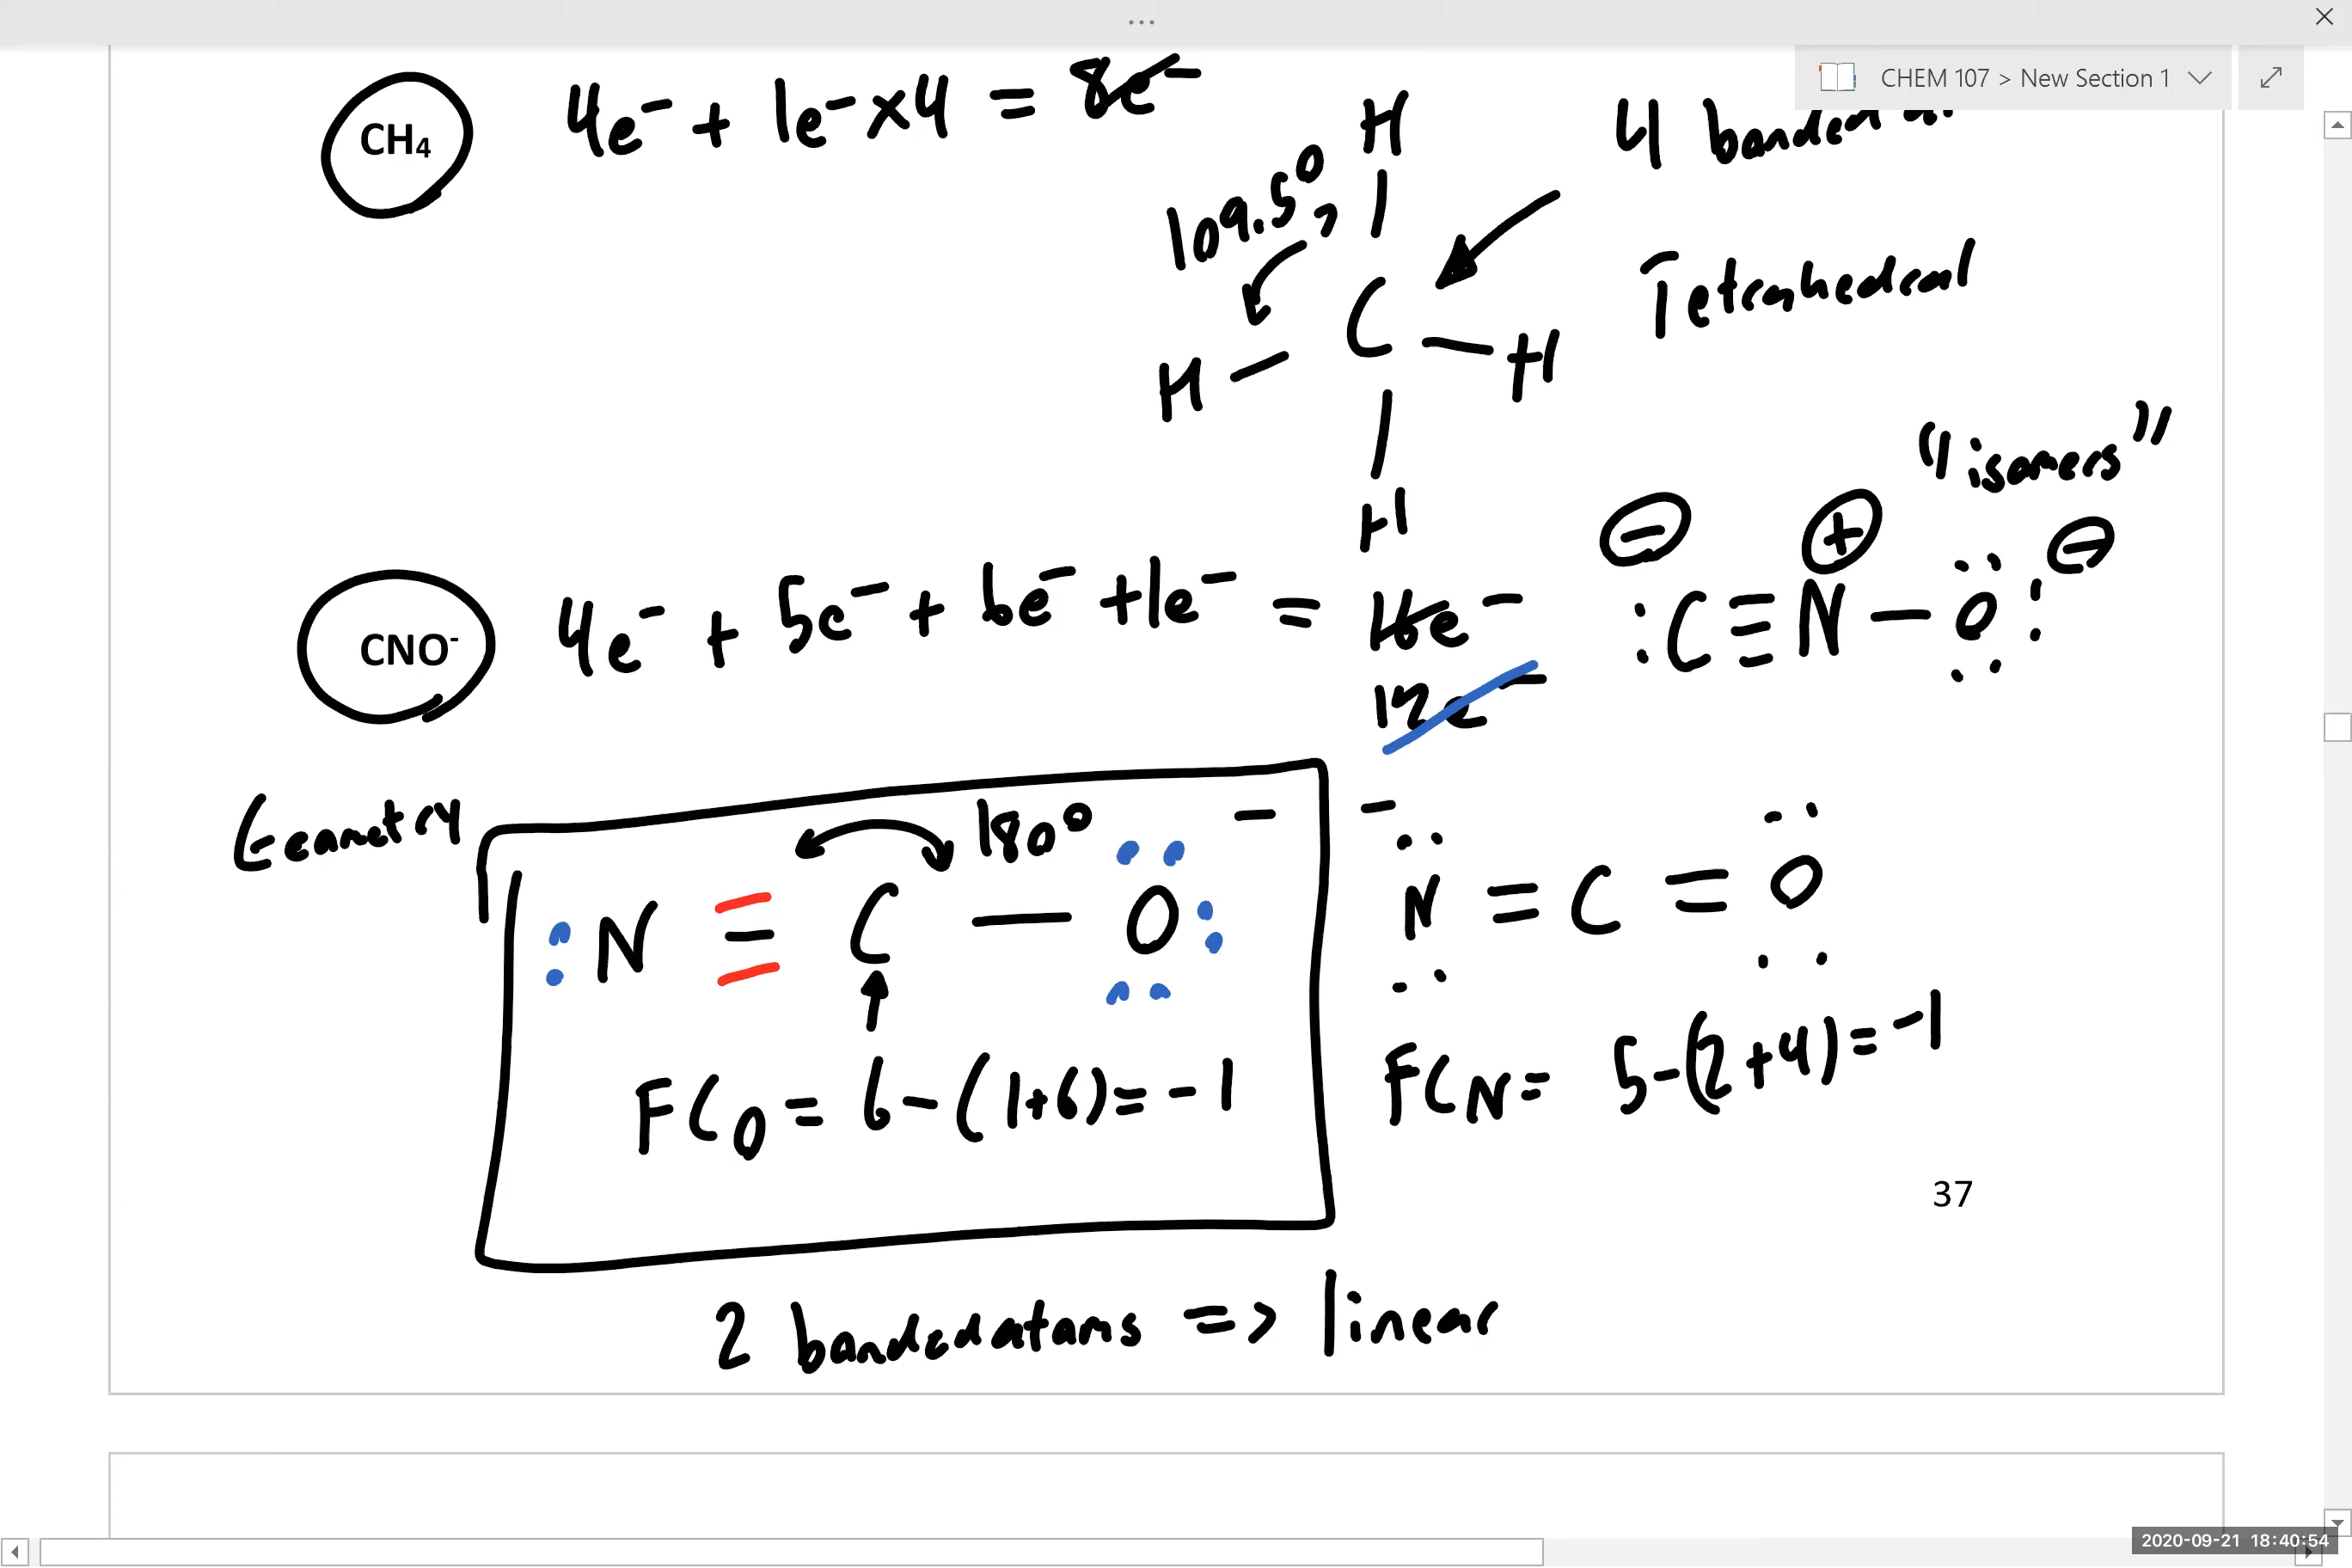 ...
CHEM 107 > New Section 1
CH₄
4e⁻ + 1e⁻ x4 = 8e⁻
H
109.5°
4 bonded
H - C - H
Tetrahedral
H
"isomers"
CNO⁻
4e⁻ + 5e⁻ + 6e⁻ + 1e⁻ = 16e⁻
:C≡N-O:
12e⁻
Geometry
180°
:N≡C-O:
N=C=O
FC_O = 6-(1+6)=-1
FC_N = 5-(2+4)=-1
37
2 bonded atoms => linear
2020-09-21 18:40:54